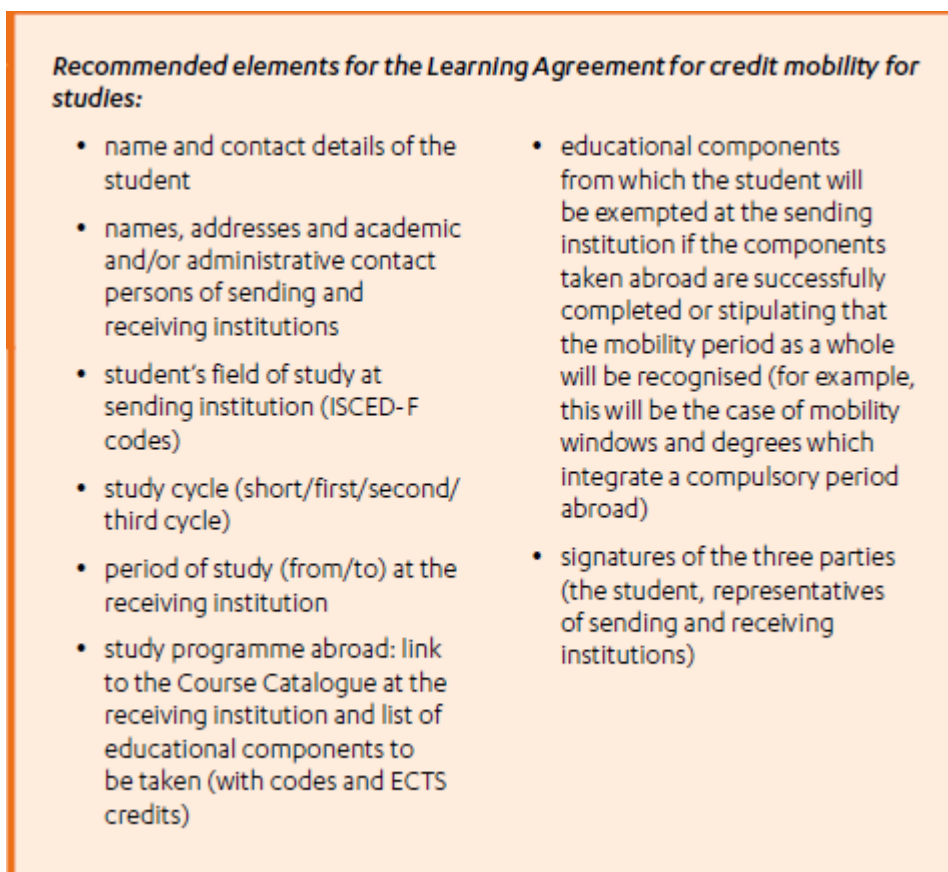 Recommended elements for the Learning Agreement for credit mobility for
studies:
• name and contact details of the
student
• names, addresses and academic
and/or administrative contact
persons of sending and
receiving institutions
• student's field of study at
sending institution (ISCED-F
codes)
• study cycle (short/first/second/
third cycle)
• period of study (from/to) at the
receiving institution
• study programme abroad: link
to the Course Catalogue at the
receiving institution and list of
educational components to
be taken (with codes and ECTS
credits)
• educational components
from which the student will
be exempted at the sending
institution if the components
taken abroad are successfully
completed or stipulating that
the mobility period as a whole
will be recognised (for example,
this will be the case of mobility
windows and degrees which
integrate a compulsory period
abroad)
• signatures of the three parties
(the student, representatives
of sending and receiving
institutions)